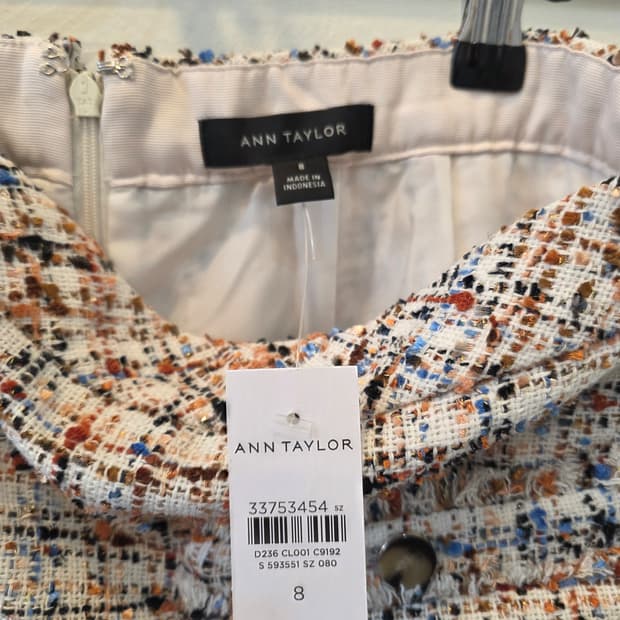 ANN TAYLOR
8
MADE IN
INDONESIA
ANN TAYLOR
33753454 SZ
D236 CL001 C9192
S 593551 SZ 080
8